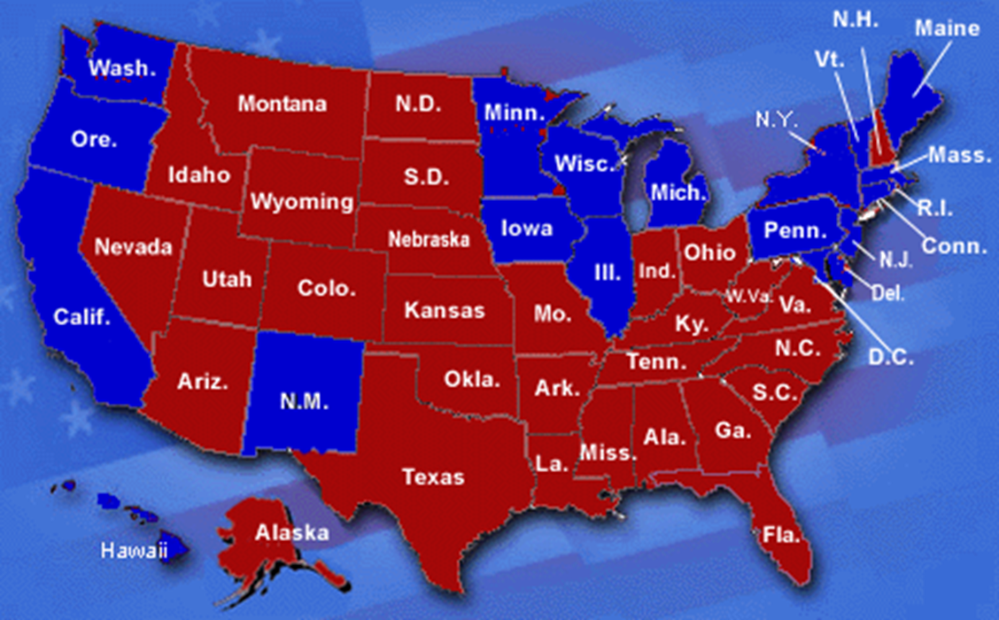 N.H.
Maine
Vt.
Wash.
Montana
N.D.
Minn.
N.Y.
Ore.
Mass.
Idaho
S.D.
Wisc.
Mich.
Wyoming
R.I.
Iowa
Penn.
Nebraska
Conn.
Nevada
Ohio
N.J.
Ill.
Ind.
Utah
Colo.
Del.
W.Va.
Va.
Calif.
Kansas
Mo.
Ky.
N.C.
D.C.
Tenn.
Ariz.
Okla.
Ark.
S.C.
N.M.
Ga.
Ala.
Miss.
La.
Texas
Alaska
Fla.
Hawaii